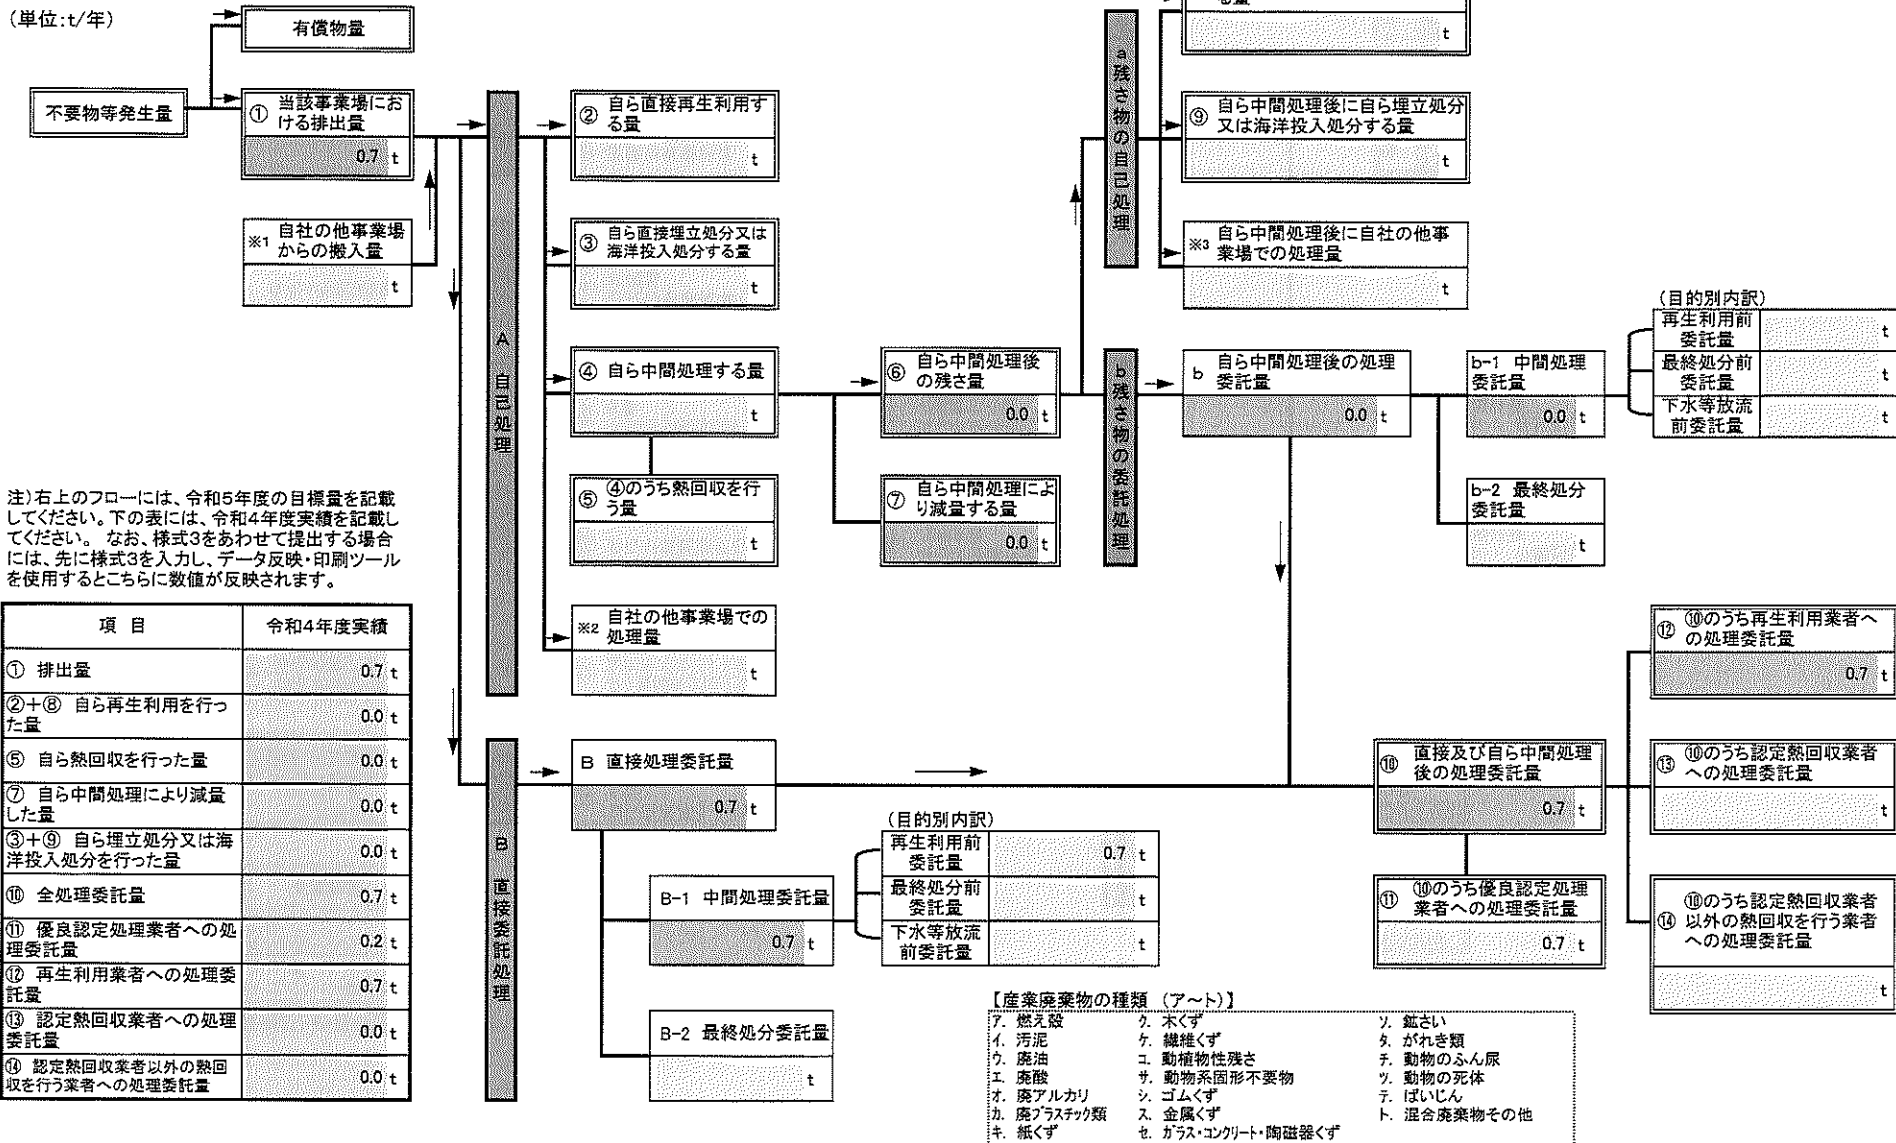 (単位:t/年)
有償物量
不要物等発生量
① 当該事業場にお
ける排出量
0.7 t
※1 自社の他事業場
からの搬入量
t
A 自己処理
② 自ら直接再生利用す
る量
t
③ 自ら直接埋立処分又は
海洋投入処分する量
t
④ 自ら中間処理する量
t
⑤ ④のうち熱回収を行
う量
t
※2 自社の他事業場での
処理量
t
⑥ 自ら中間処理後
の残さ量
0.0 t
⑦ 自ら中間処理によ
り減量する量
0.0 t
a 残さ物の自己処理
る量
t
⑨ 自ら中間処理後に自ら埋立処分
又は海洋投入処分する量
t
※3 自ら中間処理後に自社の他事
業場での処理量
t
b 残さ物の委託処理
b 自ら中間処理後の処理
委託量
0.0 t
b-1 中間処理
委託量
0.0 t
(目的別内訳)
再生利用前
委託量 t
最終処分前
委託量 t
下水等放流
前委託量 t
b-2 最終処分
委託量
t
注)右上のフローには、令和5年度の目標量を記載
してください。下の表には、令和4年度実績を記載し
てください。 なお、様式3をあわせて提出する場合
には、先に様式3を入力し、データ反映・印刷ツール
を使用するとこちらに数値が反映されます。
項 目 令和4年度実績
① 排出量 0.7 t
②+⑧ 自ら再生利用を行っ
た量 0.0 t
⑤ 自ら熱回収を行った量 0.0 t
⑦ 自ら中間処理により減量
した量 0.0 t
③+⑨ 自ら埋立処分又は海
洋投入処分を行った量 0.0 t
⑩ 全処理委託量 0.7 t
⑪ 優良認定処理業者への処
理委託量 0.2 t
⑫ 再生利用業者への処理委
託量 0.7 t
⑬ 認定熱回収業者への処理
委託量 0.0 t
⑭ 認定熱回収業者以外の熱回
収を行う業者への処理委託量 0.0 t
B 直接委託処理
B 直接処理委託量
0.7 t
B-1 中間処理委託量
0.7 t
(目的別内訳)
再生利用前
委託量 0.7 t
最終処分前
委託量 t
下水等放流
前委託量 t
B-2 最終処分委託量
t
⑩ 直接及び自ら中間処理
後の処理委託量
0.7 t
⑪ ⑩のうち優良認定処理
業者への処理委託量
0.7 t
⑫ ⑩のうち再生利用業者へ
の処理委託量
0.7 t
⑬ ⑩のうち認定熱回収業者
への処理委託量
t
⑭ ⑩のうち認定熱回収業者
以外の熱回収を行う業者
への処理委託量
t
【産業廃棄物の種類 (ア~ト)】
ア. 燃え殻 ク. 木くず ソ. 鉱さい
イ. 汚泥 ケ. 繊維くず タ. がれき類
ウ. 廃油 コ. 動植物性残さ チ. 動物のふん尿
エ. 廃酸 サ. 動物系固形不要物 ツ. 動物の死体
オ. 廃アルカリ シ. ゴムくず テ. ばいじん
カ. 廃プラスチック類 ス. 金属くず ト. 混合廃棄物その他
キ. 紙くず セ. ガラス・コンクリート・陶磁器くず